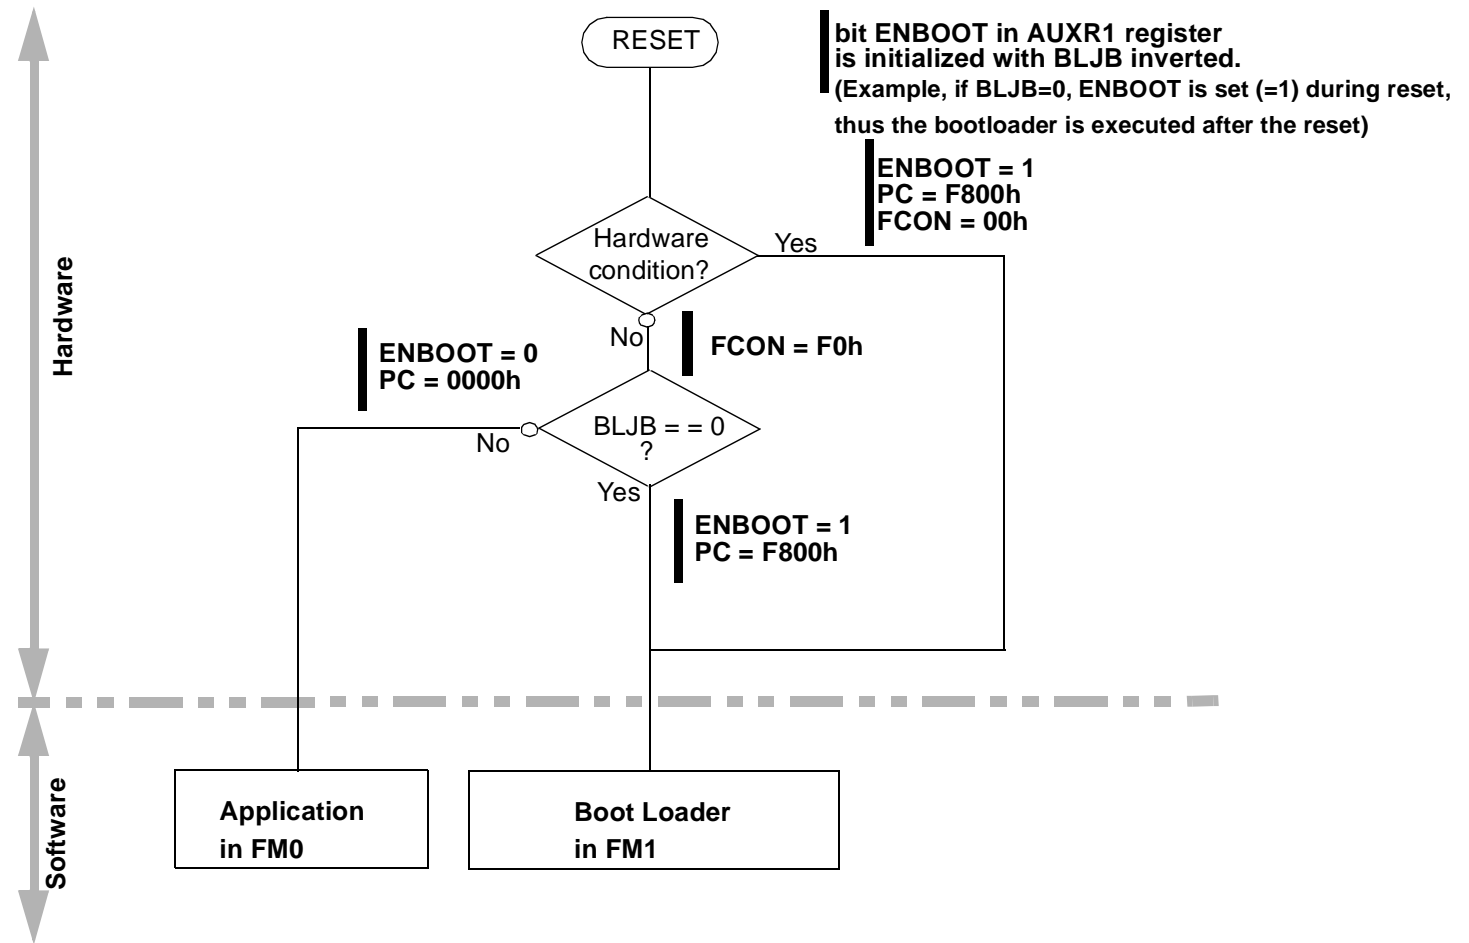 RESET
bit ENBOOT in AUXR1 register
is initialized with BLJB inverted.
(Example, if BLJB=0, ENBOOT is set (=1) during reset,
thus the bootloader is executed after the reset)
ENBOOT = 1
PC = F800h
FCON = 00h
Hardware
condition?
Yes
No
FCON = F0h
Hardware
ENBOOT = 0
PC = 0000h
BLJB = = 0
?
No
Yes
ENBOOT = 1
PC = F800h
Software
Application
in FM0
Boot Loader
in FM1